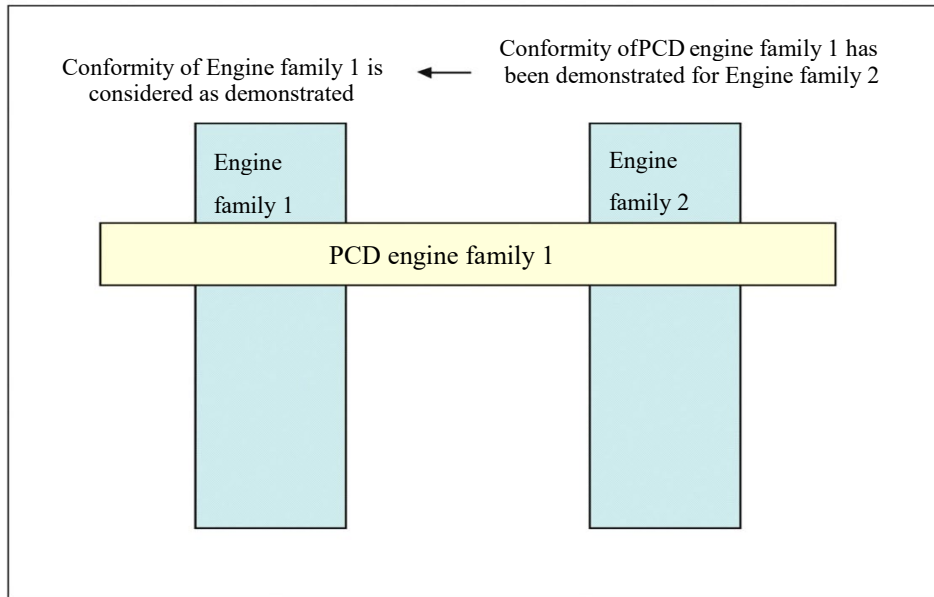 Conformity of Engine family 1 is
considered as demonstrated
Conformity ofPCD engine family 1 has
been demonstrated for Engine family 2
Engine
family 1
Engine
family 2
PCD engine family 1